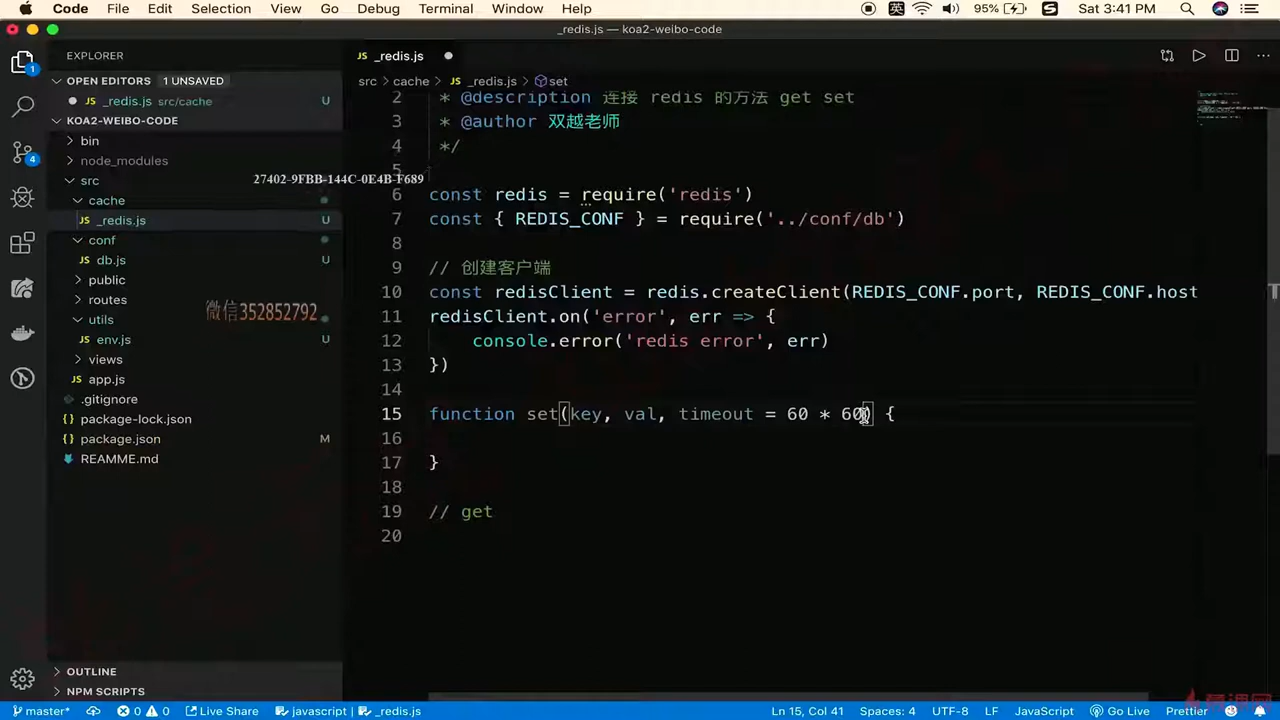 Code File Edit Selection View Go Debug Terminal Window Help 英 95% S Sat 3:41 PM
_redis.js — koa2-weibo-code
EXPLORER
OPEN EDITORS 1 UNSAVED
_redis.js src/cache U
KOA2-WEIBO-CODE
bin
node_modules
src
cache
_redis.js U
conf
db.js U
public
routes
utils
env.js U
views
app.js
.gitignore
package-lock.json
package.json M
REAMME.md
OUTLINE
NPM SCRIPTS
1
4
27402-9FBB-144C-0E4B-F689
微信352852792
JS _redis.js
src > cache > JS _redis.js > set
2 * @description 连接 redis 的方法 get set
3 * @author 双越老师
4 */
5
6 const redis = require('redis')
7 const { REDIS_CONF } = require('../conf/db')
8
9 // 创建客户端
10 const redisClient = redis.createClient(REDIS_CONF.port, REDIS_CONF.host
11 redisClient.on('error', err => {
12 console.error('redis error', err)
13 })
14
15 function set(key, val, timeout = 60 * 60) {
16
17 }
18
19 // get
20
慕课网
master* 0 0 Live Share javascript | _redis.js Ln 15, Col 41 Spaces: 4 UTF-8 LF JavaScript Go Live Prettier